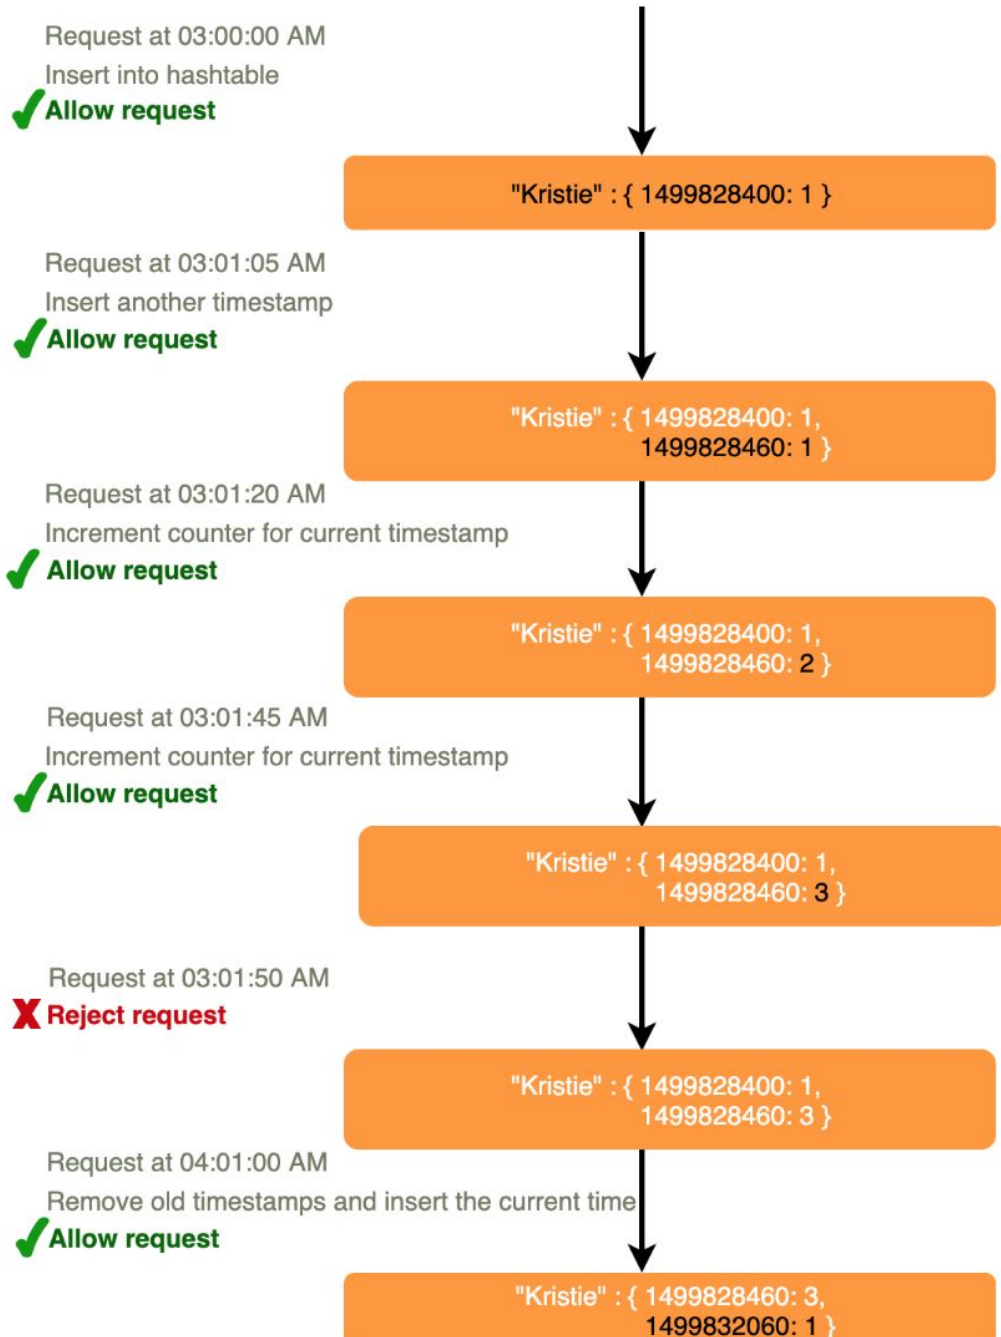 Request at 03:00:00 AM
Insert into hashtable
Allow request
"Kristie" : { 1499828400: 1 }
Request at 03:01:05 AM
Insert another timestamp
Allow request
"Kristie" : { 1499828400: 1,
1499828460: 1 }
Request at 03:01:20 AM
Increment counter for current timestamp
Allow request
"Kristie" : { 1499828400: 1,
1499828460: 2 }
Request at 03:01:45 AM
Increment counter for current timestamp
Allow request
"Kristie" : { 1499828400: 1,
1499828460: 3 }
Request at 03:01:50 AM
Reject request
"Kristie" : { 1499828400: 1,
1499828460: 3 }
Request at 04:01:00 AM
Remove old timestamps and insert the current time
Allow request
"Kristie" : { 1499828460: 3,
1499832060: 1 }